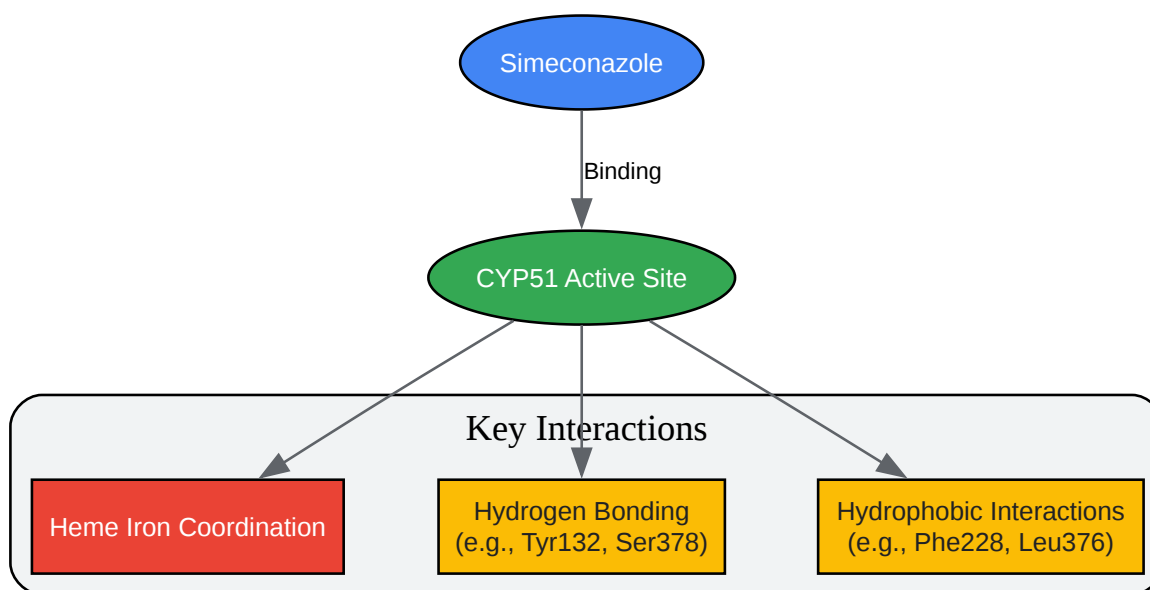 Simeconazole
Binding
CYP51 Active Site
Key Interactions
Heme Iron Coordination
Hydrogen Bonding
(e.g., Tyr132, Ser378)
Hydrophobic Interactions
(e.g., Phe228, Leu376)